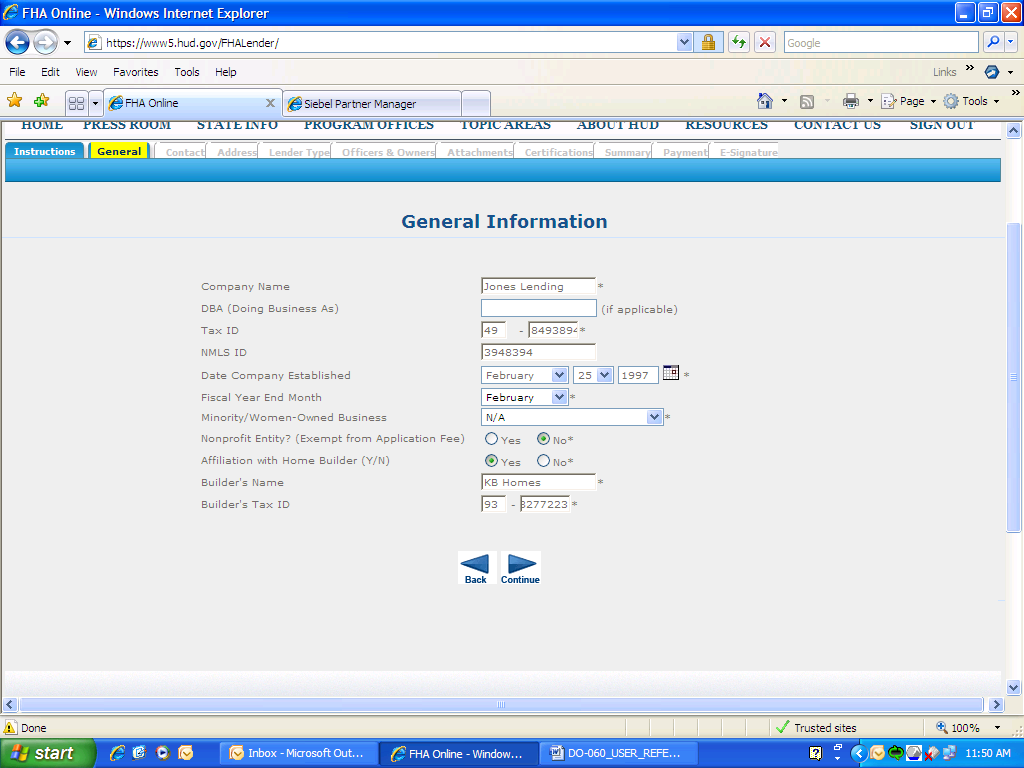 FHA Online - Windows Internet Explorer
https://www5.hud.gov/FHALender/
Google
File Edit View Favorites Tools Help
Links »
FHA Online X Siebel Partner Manager
Page Tools »
HOME PRESS ROOM STATE INFO PROGRAM OFFICES TOPIC AREAS ABOUT HUD RESOURCES CONTACT US SIGN OUT
Instructions General Contact Address Lender Type Officers & Owners Attachments Certifications Summary Payment E-Signature
General Information
Company Name Jones Lending *
DBA (Doing Business As) (if applicable)
Tax ID 49 - 8493894 *
NMLS ID 3948394
Date Company Established February 25 1997 *
Fiscal Year End Month February *
Minority/Women-Owned Business N/A *
Nonprofit Entity? (Exempt from Application Fee) Yes No*
Affiliation with Home Builder (Y/N) Yes No*
Builder's Name KB Homes *
Builder's Tax ID 93 - 8277223 *
Back Continue
Done Trusted sites 100%
start Inbox - Microsoft Out... FHA Online - Window... DO-060_USER_REFE... 11:50 AM